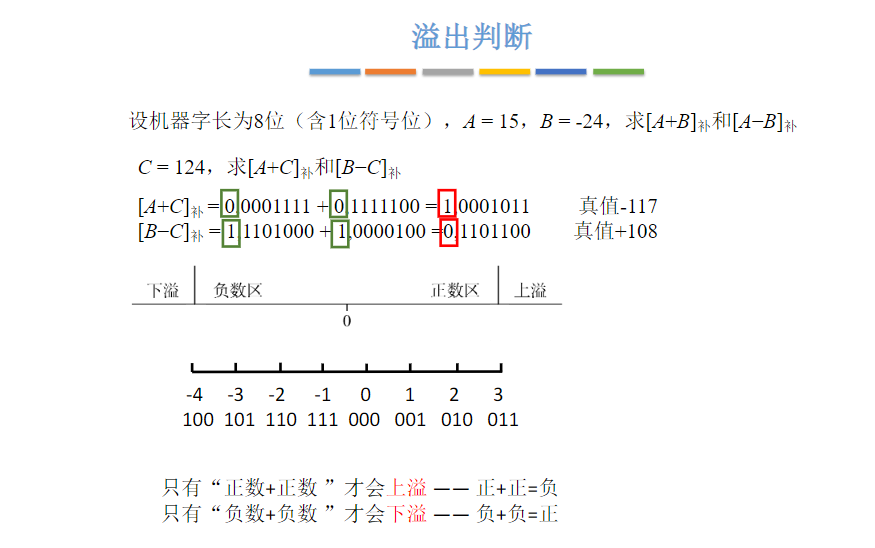 溢出判断
设机器字长为8位（含1位符号位），A = 15，B = -24，求[A+B]补和[A−B]补
C = 124，求[A+C]补和[B−C]补
[A+C]补 = 0,0001111 + 0,1111100 = 1,0001011 真值-117
[B−C]补 = 1,1101000 + 1,0000100 =0,1101100 真值+108
下溢 负数区 正数区 上溢
0
-4 -3 -2 -1 0 1 2 3
100 101 110 111 000 001 010 011
只有“正数+正数 ”才会上溢 —— 正+正=负
只有“负数+负数 ”才会下溢 —— 负+负=正